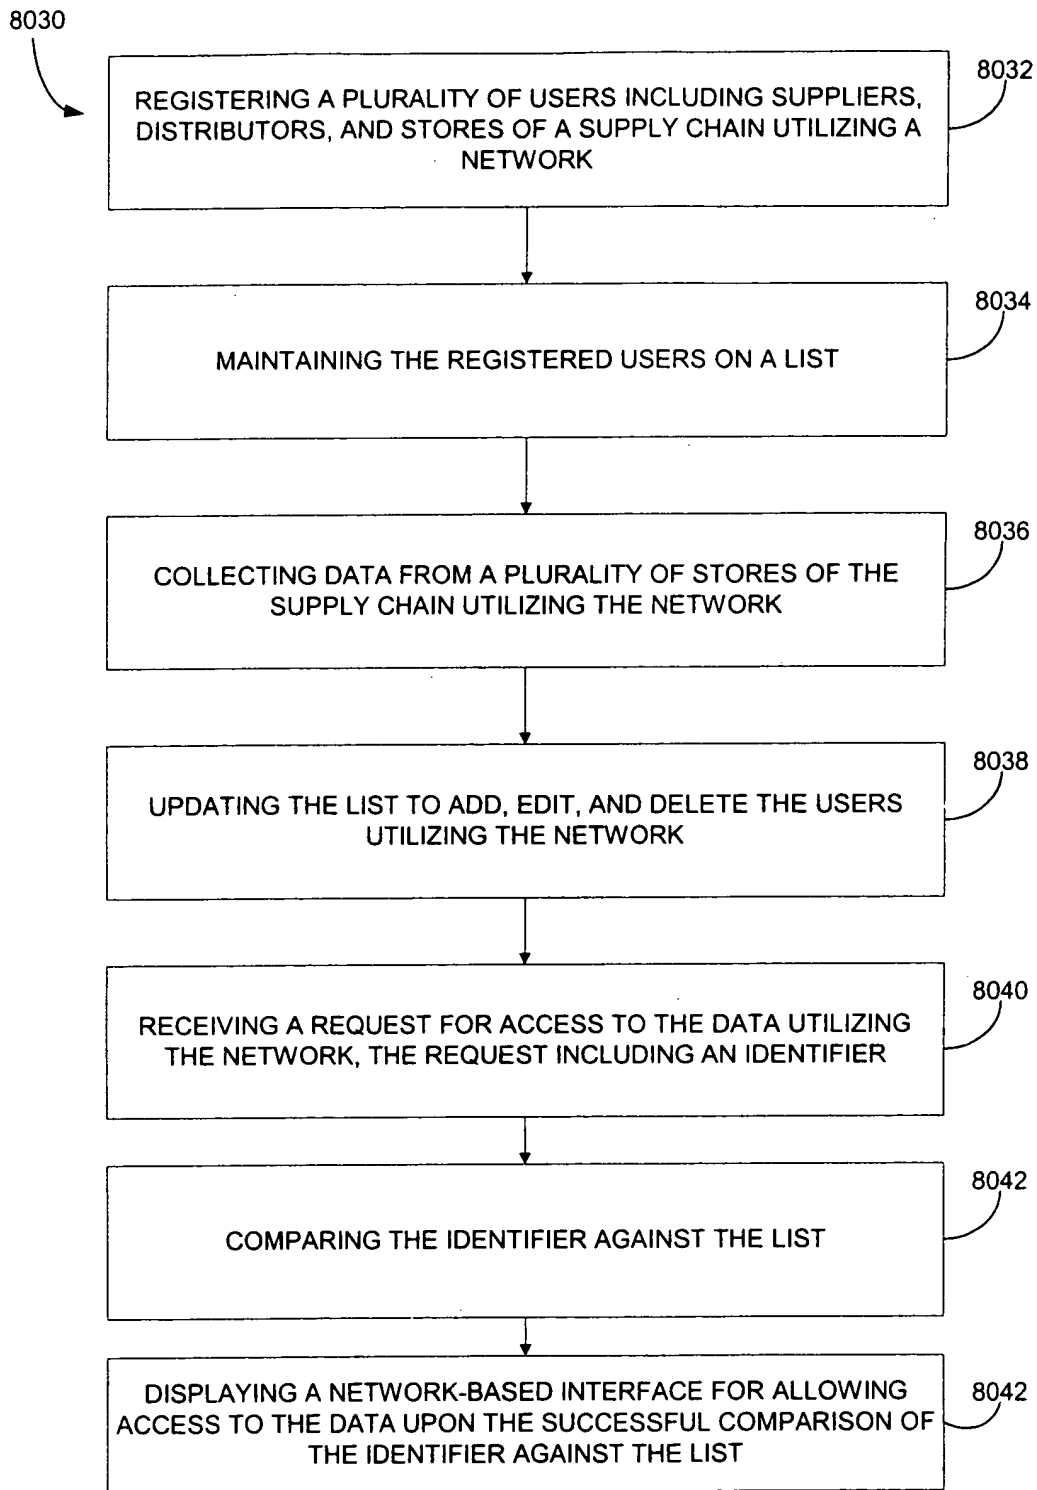 8030
8032
REGISTERING A PLURALITY OF USERS INCLUDING SUPPLIERS,
DISTRIBUTORS, AND STORES OF A SUPPLY CHAIN UTILIZING A
NETWORK
8034
MAINTAINING THE REGISTERED USERS ON A LIST
8036
COLLECTING DATA FROM A PLURALITY OF STORES OF THE
SUPPLY CHAIN UTILIZING THE NETWORK
8038
UPDATING THE LIST TO ADD, EDIT, AND DELETE THE USERS
UTILIZING THE NETWORK
8040
RECEIVING A REQUEST FOR ACCESS TO THE DATA UTILIZING
THE NETWORK, THE REQUEST INCLUDING AN IDENTIFIER
8042
COMPARING THE IDENTIFIER AGAINST THE LIST
8042
DISPLAYING A NETWORK-BASED INTERFACE FOR ALLOWING
ACCESS TO THE DATA UPON THE SUCCESSFUL COMPARISON OF
THE IDENTIFIER AGAINST THE LIST